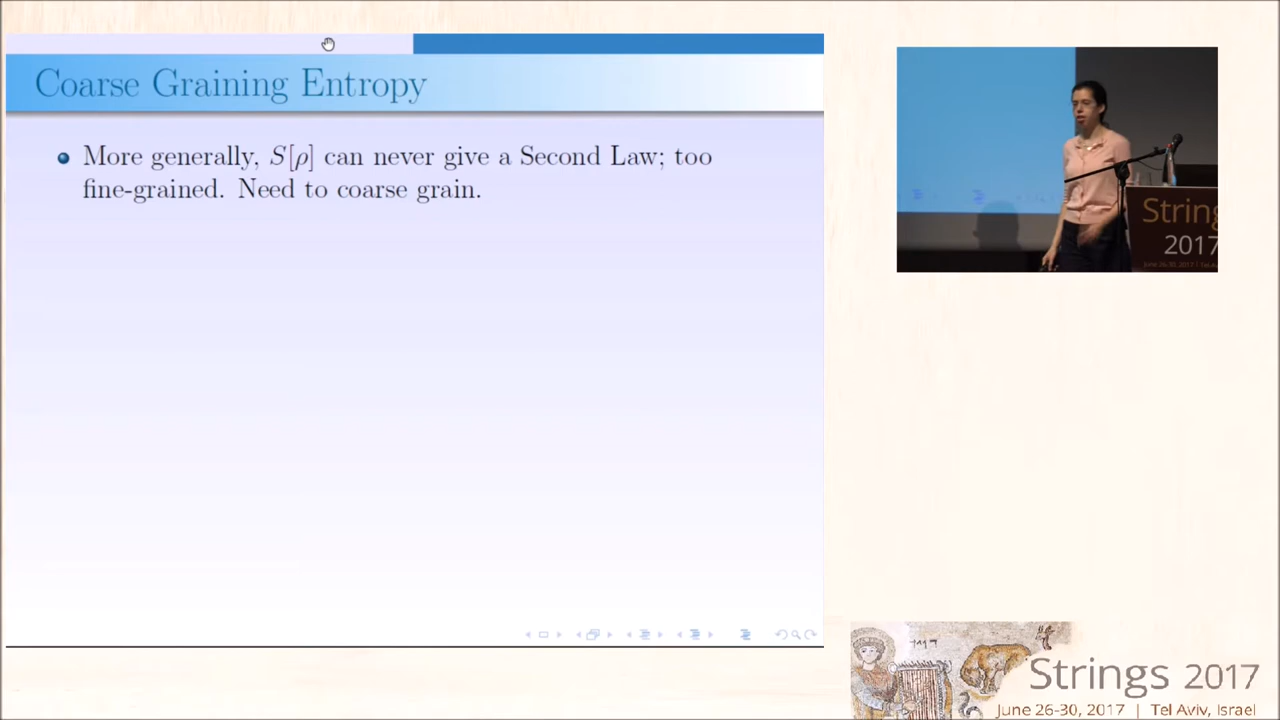 Coarse Graining Entropy
More generally, S[ρ] can never give a Second Law; too
fine-grained. Need to coarse grain.
Strings
2017
Strings 2017
June 26-30, 2017 | Tel Aviv, Israel